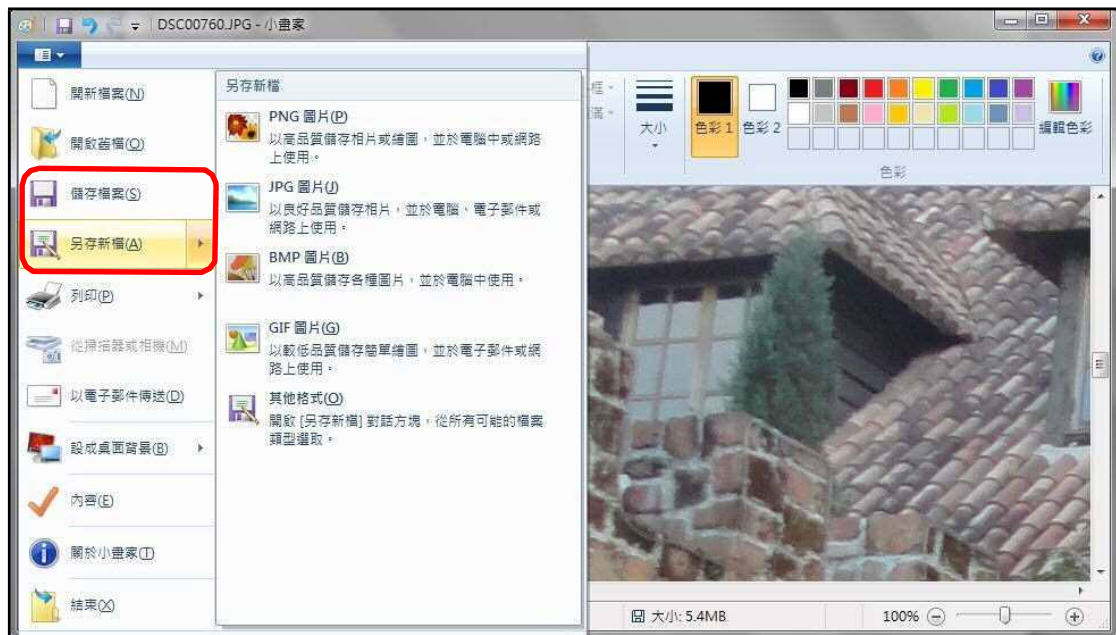 DSC00760.JPG - 小畫家
開新檔案(N)
開啟舊檔(O)
儲存檔案(S)
另存新檔(A)
列印(P)
從掃描器或相機(M)
以電子郵件傳送(D)
設成桌面背景(B)
內容(E)
關於小畫家(T)
結束(X)
另存新檔
PNG 圖片(P)
以高品質儲存相片或繪圖，並於電腦中或網路
上使用。
JPG 圖片(J)
以良好品質儲存相片，並於電腦、電子郵件或
網路上使用。
BMP 圖片(B)
以高品質儲存各種圖片，並於電腦中使用。
GIF 圖片(G)
以較低品質儲存簡單繪圖，並於電子郵件或網
路上使用。
其他格式(O)
開啟 [另存新檔] 對話方塊，從所有可能的檔案
類型選取。
框
滿
大小
色彩 1
色彩 2
編輯色彩
色彩
大小: 5.4MB
100%